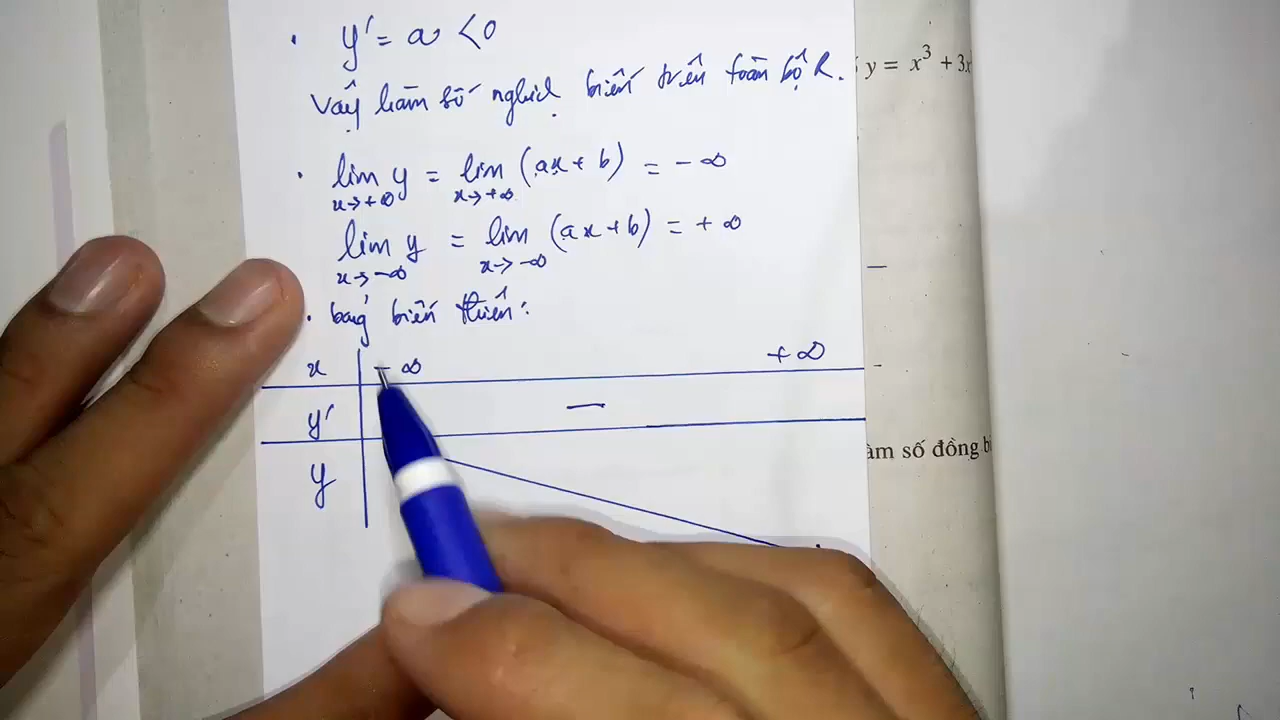 . y' = a < 0
Vậy hàm số nghịch biến trên toàn bộ R.
. lim y = lim (ax + b) = - ∞
x→+∞ x→+∞
lim y = lim (ax + b) = + ∞
x→-∞ x→-∞
. bảng biến thiên:
x - ∞ + ∞
y' —
y
y = x³ + 3x
àm số đồng b